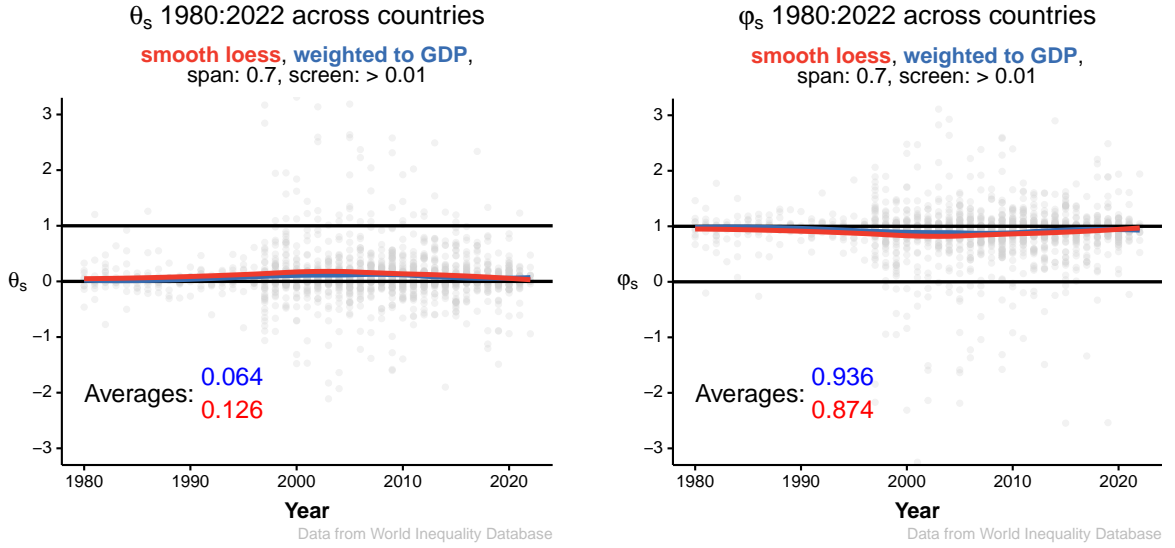 θs 1980:2022 across countries
smooth loess, weighted to GDP,
span: 0.7, screen: > 0.01
3
2
1
θs
0
−1
−2
−3
Averages:
0.064
0.126
1980
1990
2000
2010
2020
Year
Data from World Inequality Database
φs 1980:2022 across countries
smooth loess, weighted to GDP,
span: 0.7, screen: > 0.01
3
2
1
φs
0
−1
−2
−3
Averages:
0.936
0.874
1980
1990
2000
2010
2020
Year
Data from World Inequality Database